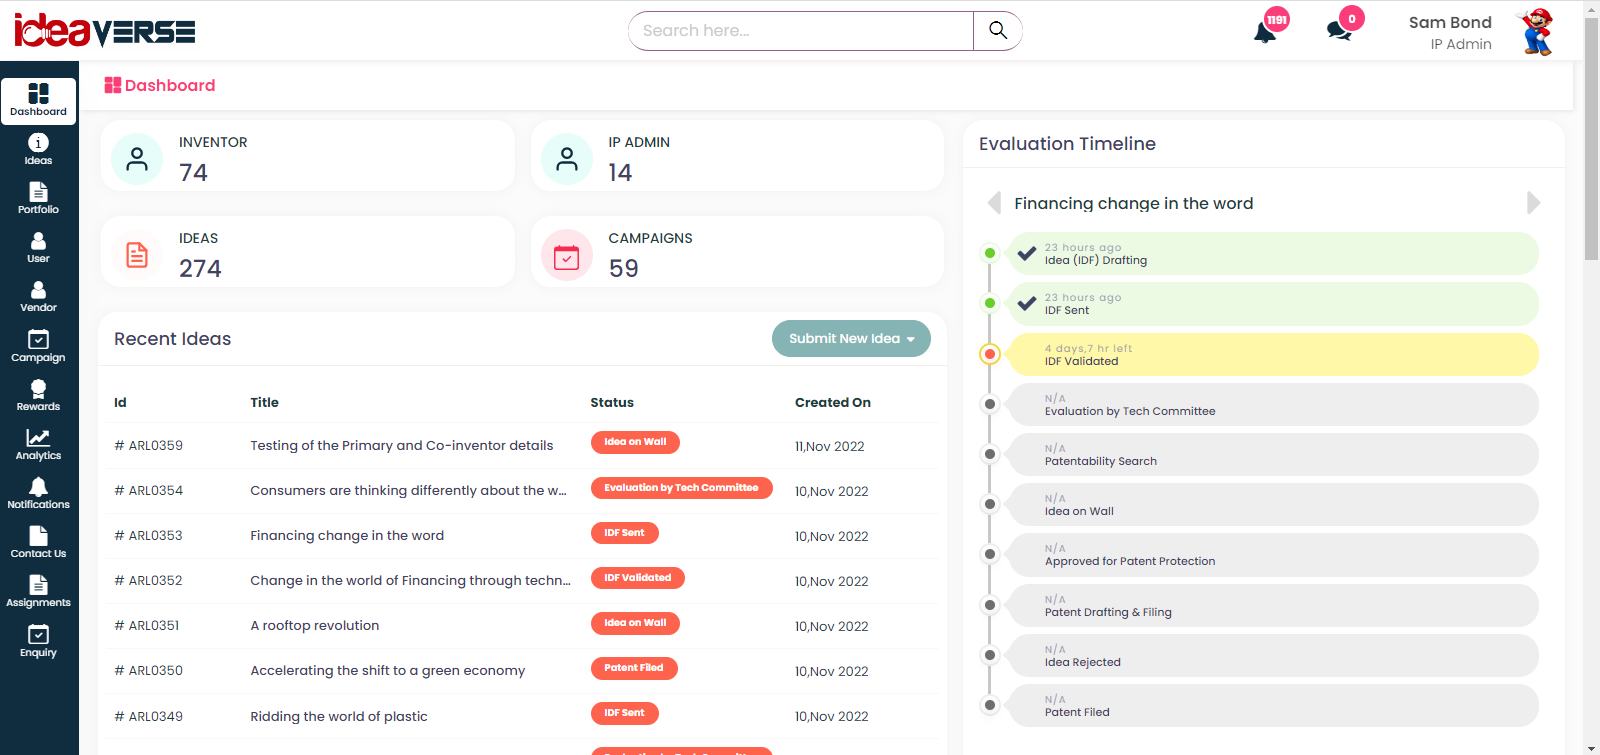 ideaVERSE
Search here...
1191
0
Sam Bond
IP Admin
Dashboard
Ideas
Portfolio
User
Vendor
Campaign
Rewards
Analytics
Notifications
Contact Us
Assignments
Enquiry
Dashboard
INVENTOR
74
IP ADMIN
14
IDEAS
274
CAMPAIGNS
59
Recent Ideas
Submit New Idea
Id Title Status Created On
# ARL0359 Testing of the Primary and Co-inventor details Idea on Wall 11,Nov 2022
# ARL0354 Consumers are thinking differently about the w... Evaluation by Tech Committee 10,Nov 2022
# ARL0353 Financing change in the word IDF Sent 10,Nov 2022
# ARL0352 Change in the world of Financing through techn... IDF Validated 10,Nov 2022
# ARL0351 A rooftop revolution Idea on Wall 10,Nov 2022
# ARL0350 Accelerating the shift to a green economy Patent Filed 10,Nov 2022
# ARL0349 Ridding the world of plastic IDF Sent 10,Nov 2022
Evaluation Timeline
Financing change in the word
23 hours ago
Idea (IDF) Drafting
23 hours ago
IDF Sent
4 days,7 hr left
IDF Validated
N/A
Evaluation by Tech Committee
N/A
Patentability Search
N/A
Idea on Wall
N/A
Approved for Patent Protection
N/A
Patent Drafting & Filing
N/A
Idea Rejected
N/A
Patent Filed